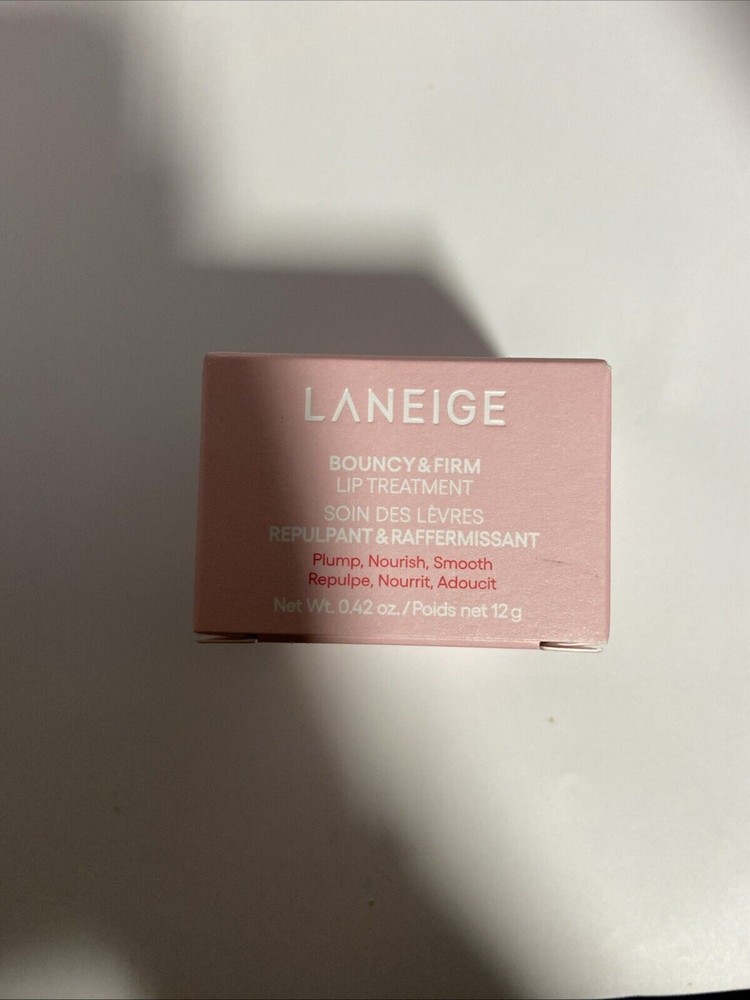 LANEIGE
BOUNCY & FIRM
LIP TREATMENT
SOIN DES LÈVRES
REPULPANT & RAFFERMISSANT
Plump, Nourish, Smooth
Repulpe, Nourrit, Adoucit
Net Wt. 0.42 oz. / Poids net 12 g